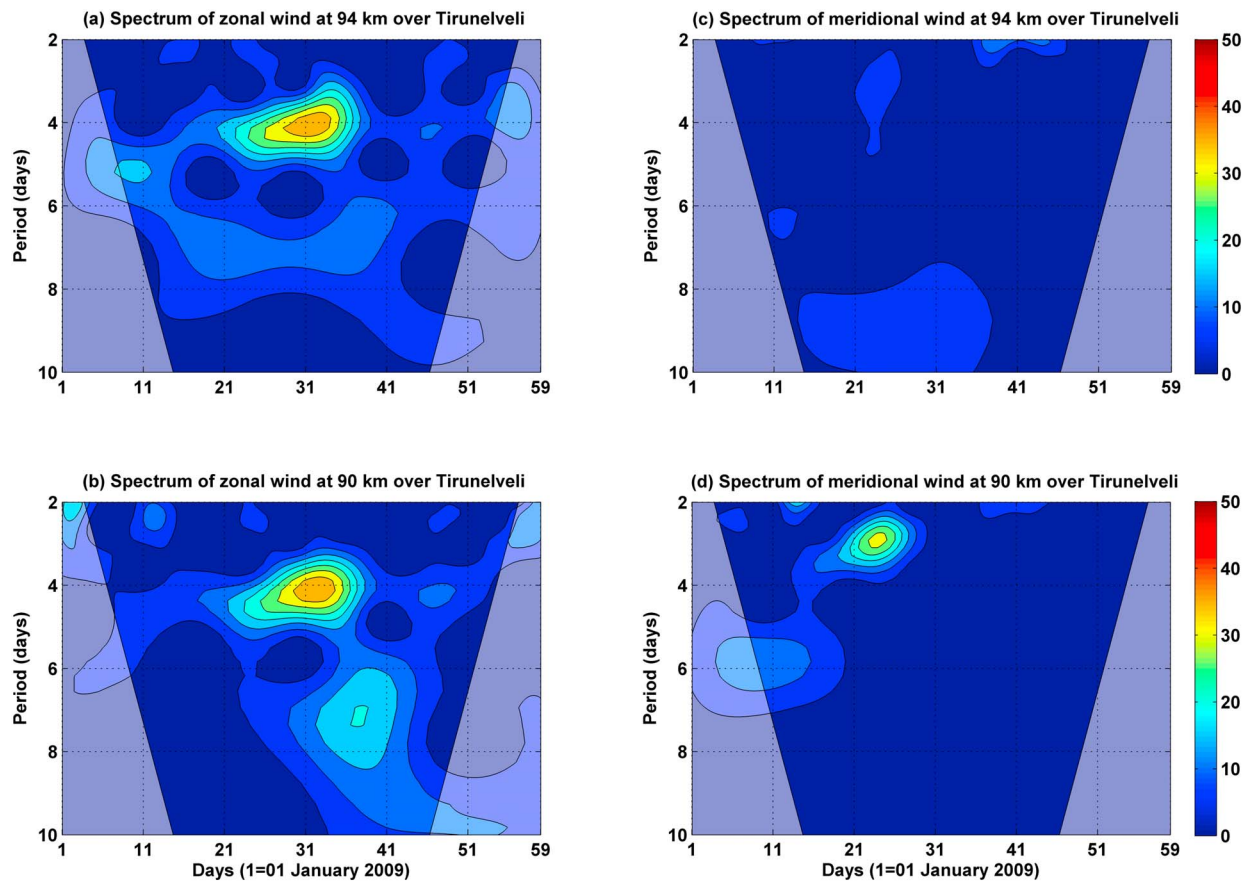 (a) Spectrum of zonal wind at 94 km over Tirunelveli
2
4
6
8
10
Period (days)
1 11 21 31 41 51 59
(c) Spectrum of meridional wind at 94 km over Tirunelveli
2
4
6
8
10
Period (days)
1 11 21 31 41 51 59
50
40
30
20
10
0
(b) Spectrum of zonal wind at 90 km over Tirunelveli
2
4
6
8
10
Period (days)
1 11 21 31 41 51 59
Days (1=01 January 2009)
(d) Spectrum of meridional wind at 90 km over Tirunelveli
2
4
6
8
10
Period (days)
1 11 21 31 41 51 59
Days (1=01 January 2009)
50
40
30
20
10
0